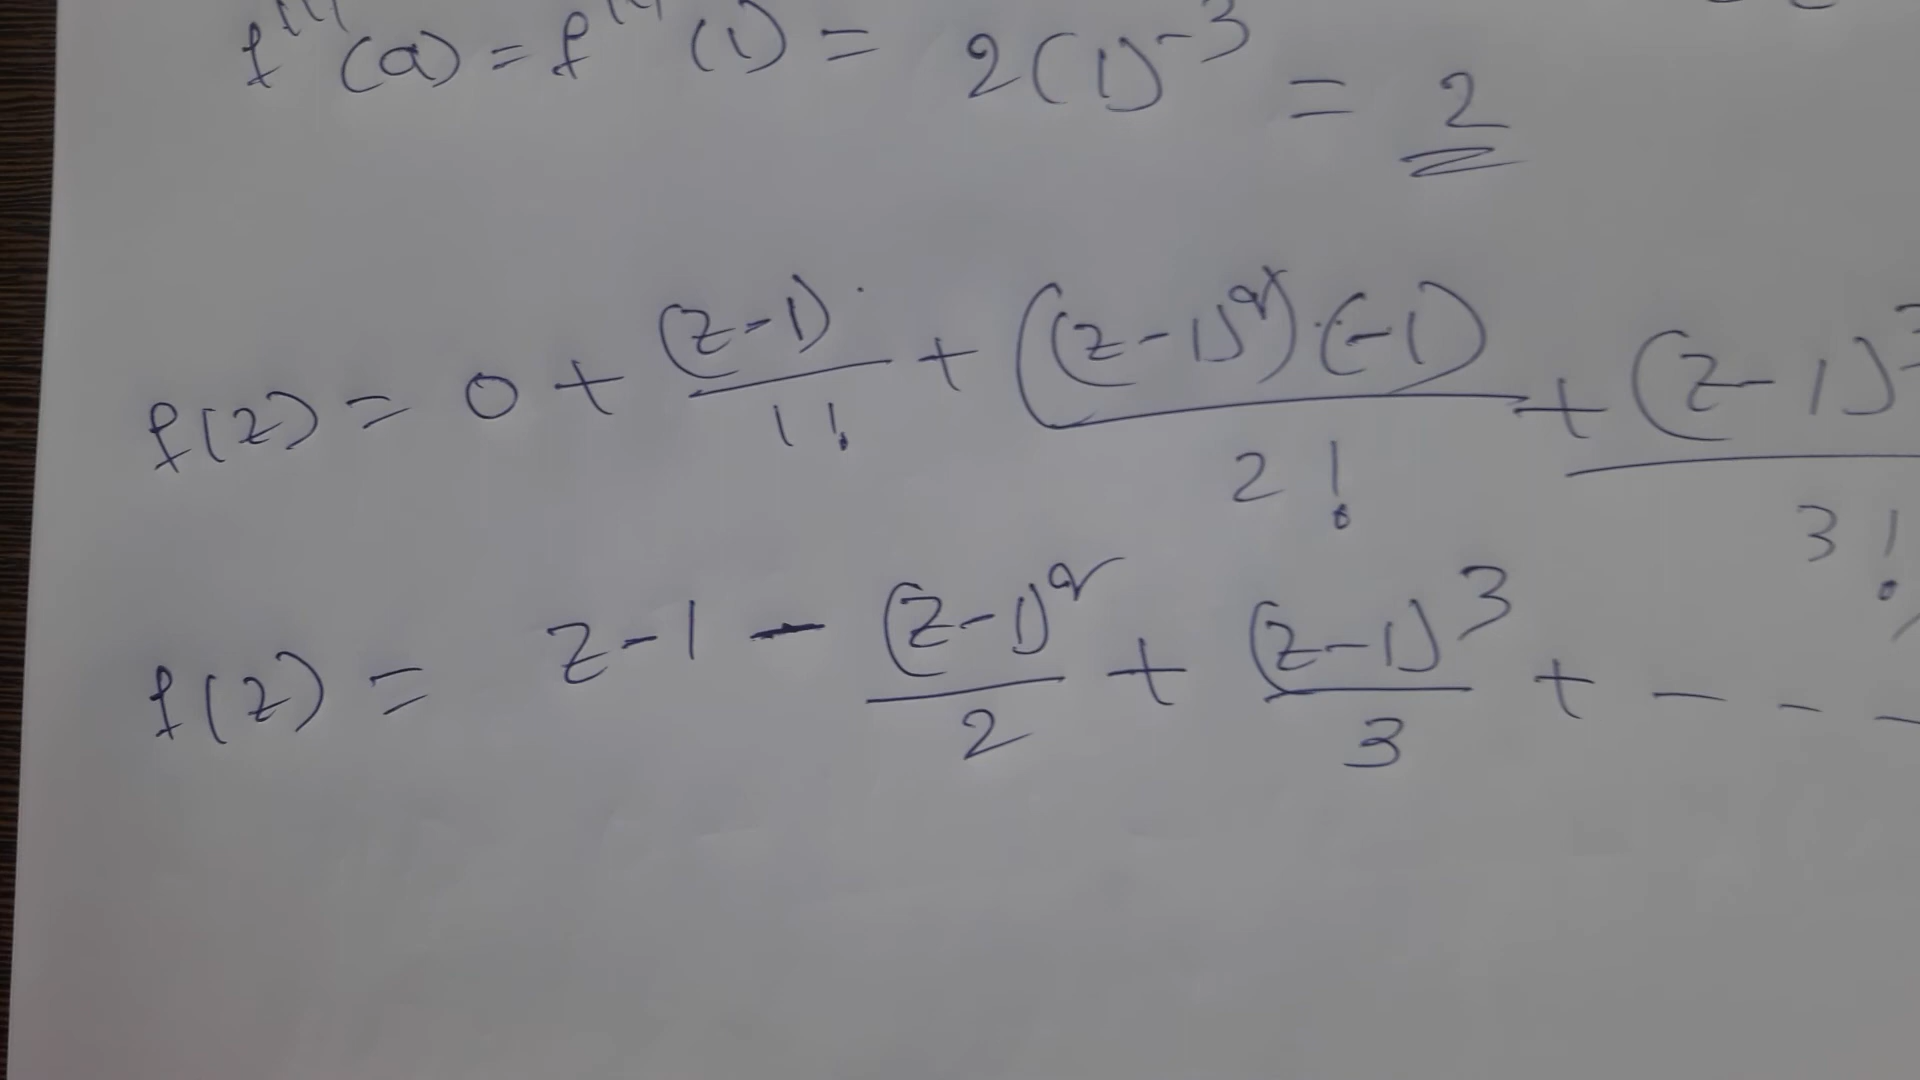 f'''(a) = f'''(1) = 2(1)^-3 = 2
f(z) = 0 + (z-1)/1! + ((z-1)^2)·(-1)/2! + (z-1)^3/3!
f(z) = z-1 - (z-1)^2/2 + (z-1)^3/3 + - - -